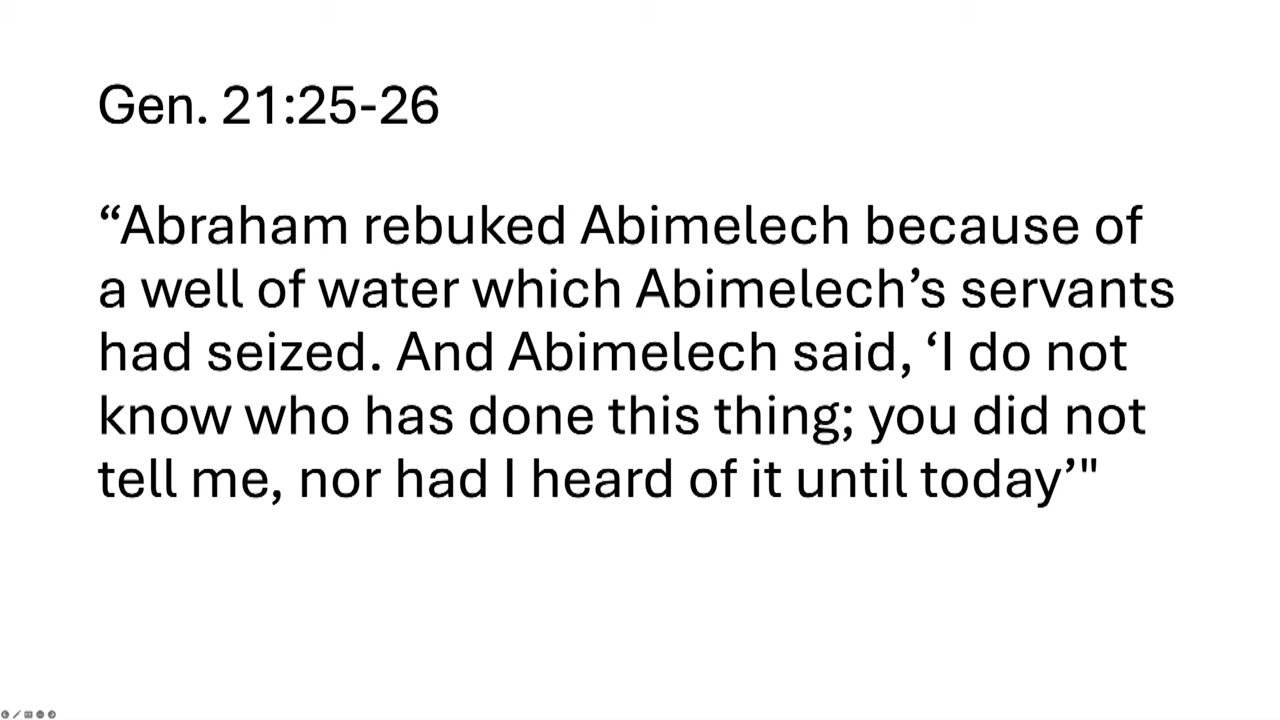 Gen. 21:25-26
“Abraham rebuked Abimelech because of
a well of water which Abimelech’s servants
had seized. And Abimelech said, ‘I do not
know who has done this thing; you did not
tell me, nor had I heard of it until today’"